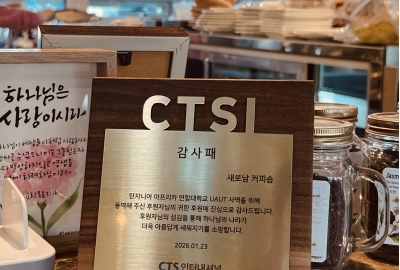 하나님은
사랑이시라
CTSI
감 사 패
새로남 커피숍
탄자니아 아프리카 연합대학교 UAUT 사역을 위해
동역해 주신 후원자님의 귀한 후원에 진심으로 감사드립니다.
후원자님의 섬김을 통해 하나님의 나라가
더욱 아름답게 세워지기를 소망합니다.
2026.01.23
CTS인터내셔널
Jasm